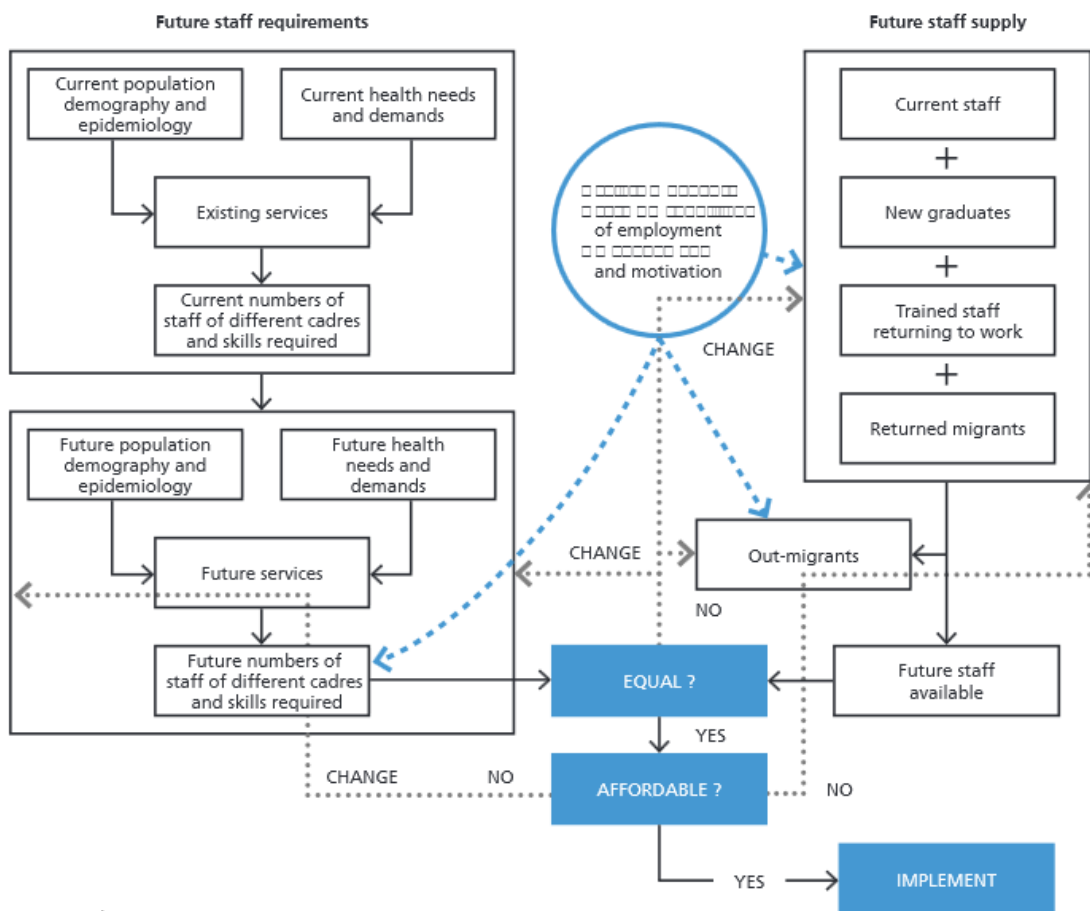 Future staff requirements
Current population
demography and
epidemiology
Current health needs
and demands
Existing services
Current numbers of
staff of different cadres
and skills required
Future population
demography and
epidemiology
Future health
needs and
demands
Future services
Future numbers of
staff of different cadres
and skills required
of employment
and motivation
Future staff supply
Current staff
+
New graduates
+
Trained staff
returning to work
+
Returned migrants
CHANGE
CHANGE
Out-migrants
NO
EQUAL ?
Future staff
available
YES
CHANGE
NO
AFFORDABLE ?
NO
YES
IMPLEMENT